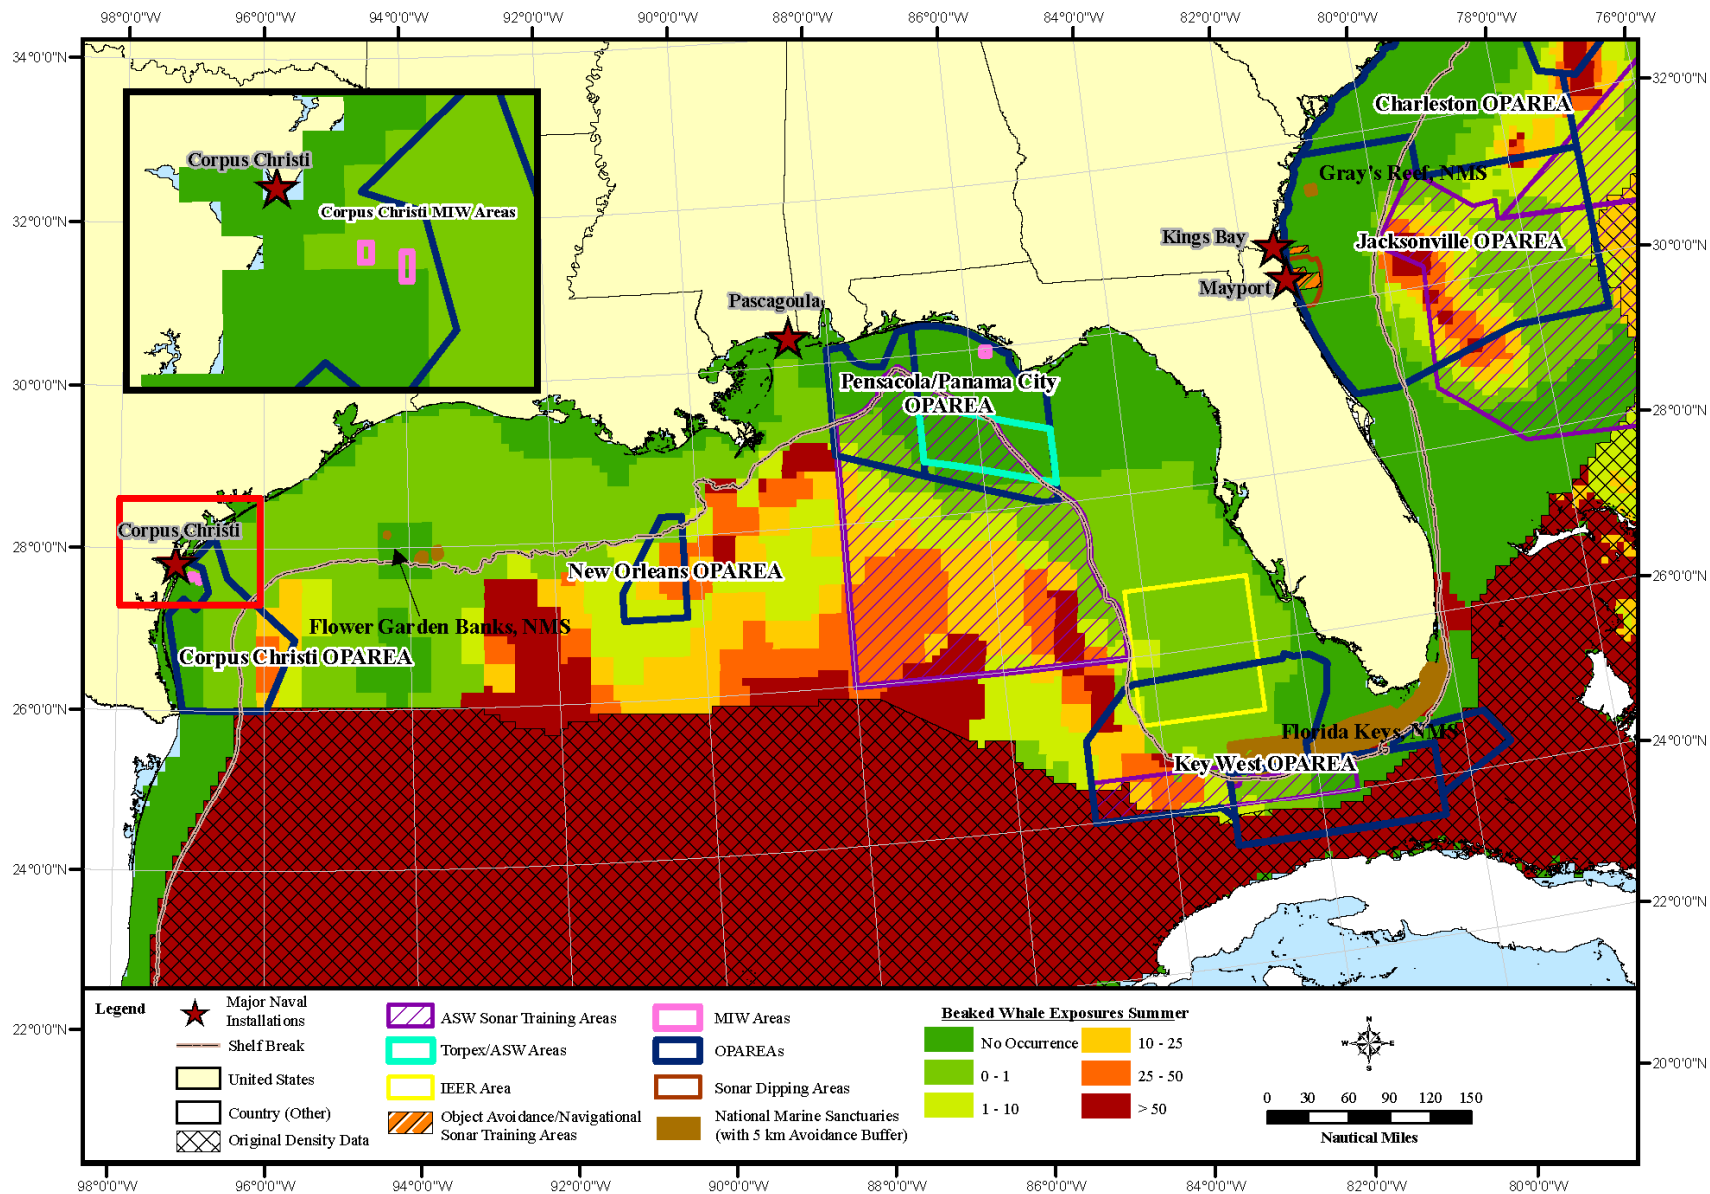 98°0'0"W 96°0'0"W 94°0'0"W 92°0'0"W 90°0'0"W 88°0'0"W 86°0'0"W 84°0'0"W 82°0'0"W 80°0'0"W 78°0'0"W 76°0'0"W
34°0'0"N
32°0'0"N
Charleston OPAREA
Corpus Christi
Gray's Reef, NMS
Corpus Christi MIW Areas
32°0'0"N
Kings Bay
Jacksonville OPAREA
30°0'0"N
Mayport
Pascagoula
30°0'0"N
Pensacola/Panama City
OPAREA
28°0'0"N
Corpus Christi
28°0'0"N
New Orleans OPAREA
26°0'0"N
Flower Garden Banks, NMS
Corpus Christi OPAREA
26°0'0"N
Florida Keys, NMS
24°0'0"N
Key West OPAREA
24°0'0"N
22°0'0"N
Legend
Major Naval
Installations
Shelf Break
United States
Country (Other)
Original Density Data
ASW Sonar Training Areas
Torpex/ASW Areas
IEER Area
Object Avoidance/Navigational
Sonar Training Areas
MIW Areas
OPAREAs
Sonar Dipping Areas
National Marine Sanctuaries
(with 5 km Avoidance Buffer)
Beaked Whale Exposures Summer
No Occurrence
0 - 1
1 - 10
10 - 25
25 - 50
> 50
N
W E
S
0 30 60 90 120 150
Nautical Miles
22°0'0"N
20°0'0"N
98°0'0"W 96°0'0"W 94°0'0"W 92°0'0"W 90°0'0"W 88°0'0"W 86°0'0"W 84°0'0"W 82°0'0"W 80°0'0"W